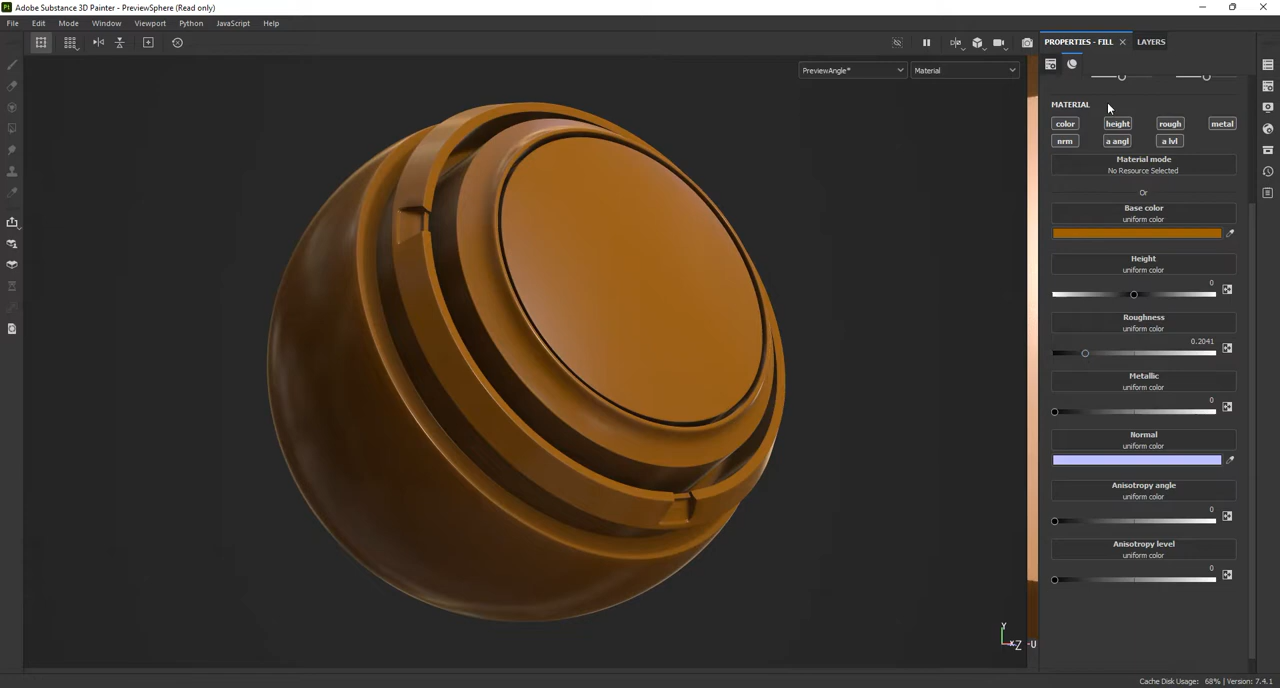 Adobe Substance 3D Painter - PreviewSphere (Read only)
File Edit Mode Window Viewport Python JavaScript Help
PreviewAngle* Material
PROPERTIES - FILL LAYERS
MATERIAL
color height rough metal
nrm a angl a lvl
Material mode
No Resource Selected
Or
Base color
uniform color
Height
uniform color
0
Roughness
uniform color
0.2041
Metallic
uniform color
0
Normal
uniform color
Anisotropy angle
uniform color
0
Anisotropy level
uniform color
0
Y
Z -U
Cache Disk Usage: 68% | Version: 7.4.1